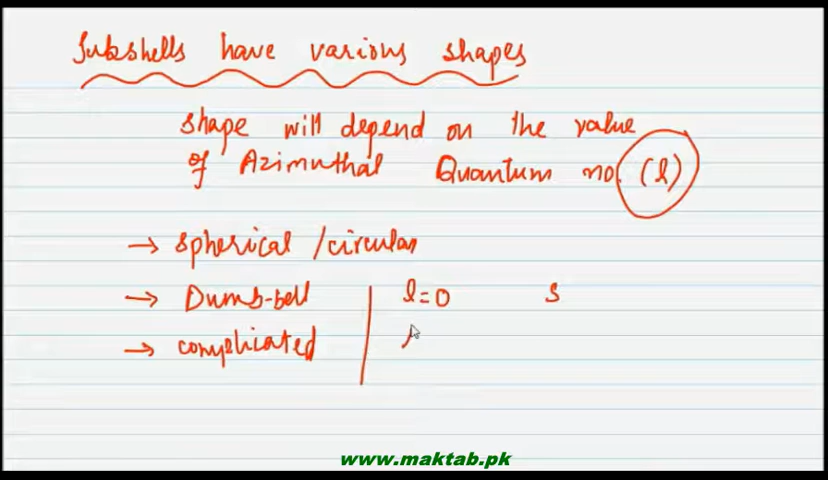 Subshells have various shapes
shape will depend on the value
of Azimuthal Quantum no. (l)
→ spherical /circular
→ Dumb-bell
l=0 s
→ complicated
www.maktab.pk